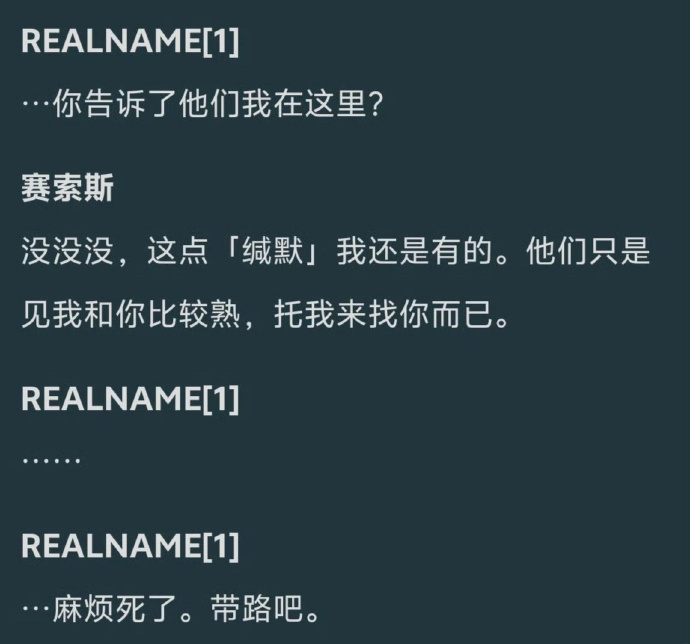 REALNAME[1]
…你告诉了他们我在这里?
赛索斯
没没没，这点「缄默」我还是有的。他们只是
见我和你比较熟，托我来找你而已。
REALNAME[1]
……
REALNAME[1]
…麻烦死了。带路吧。